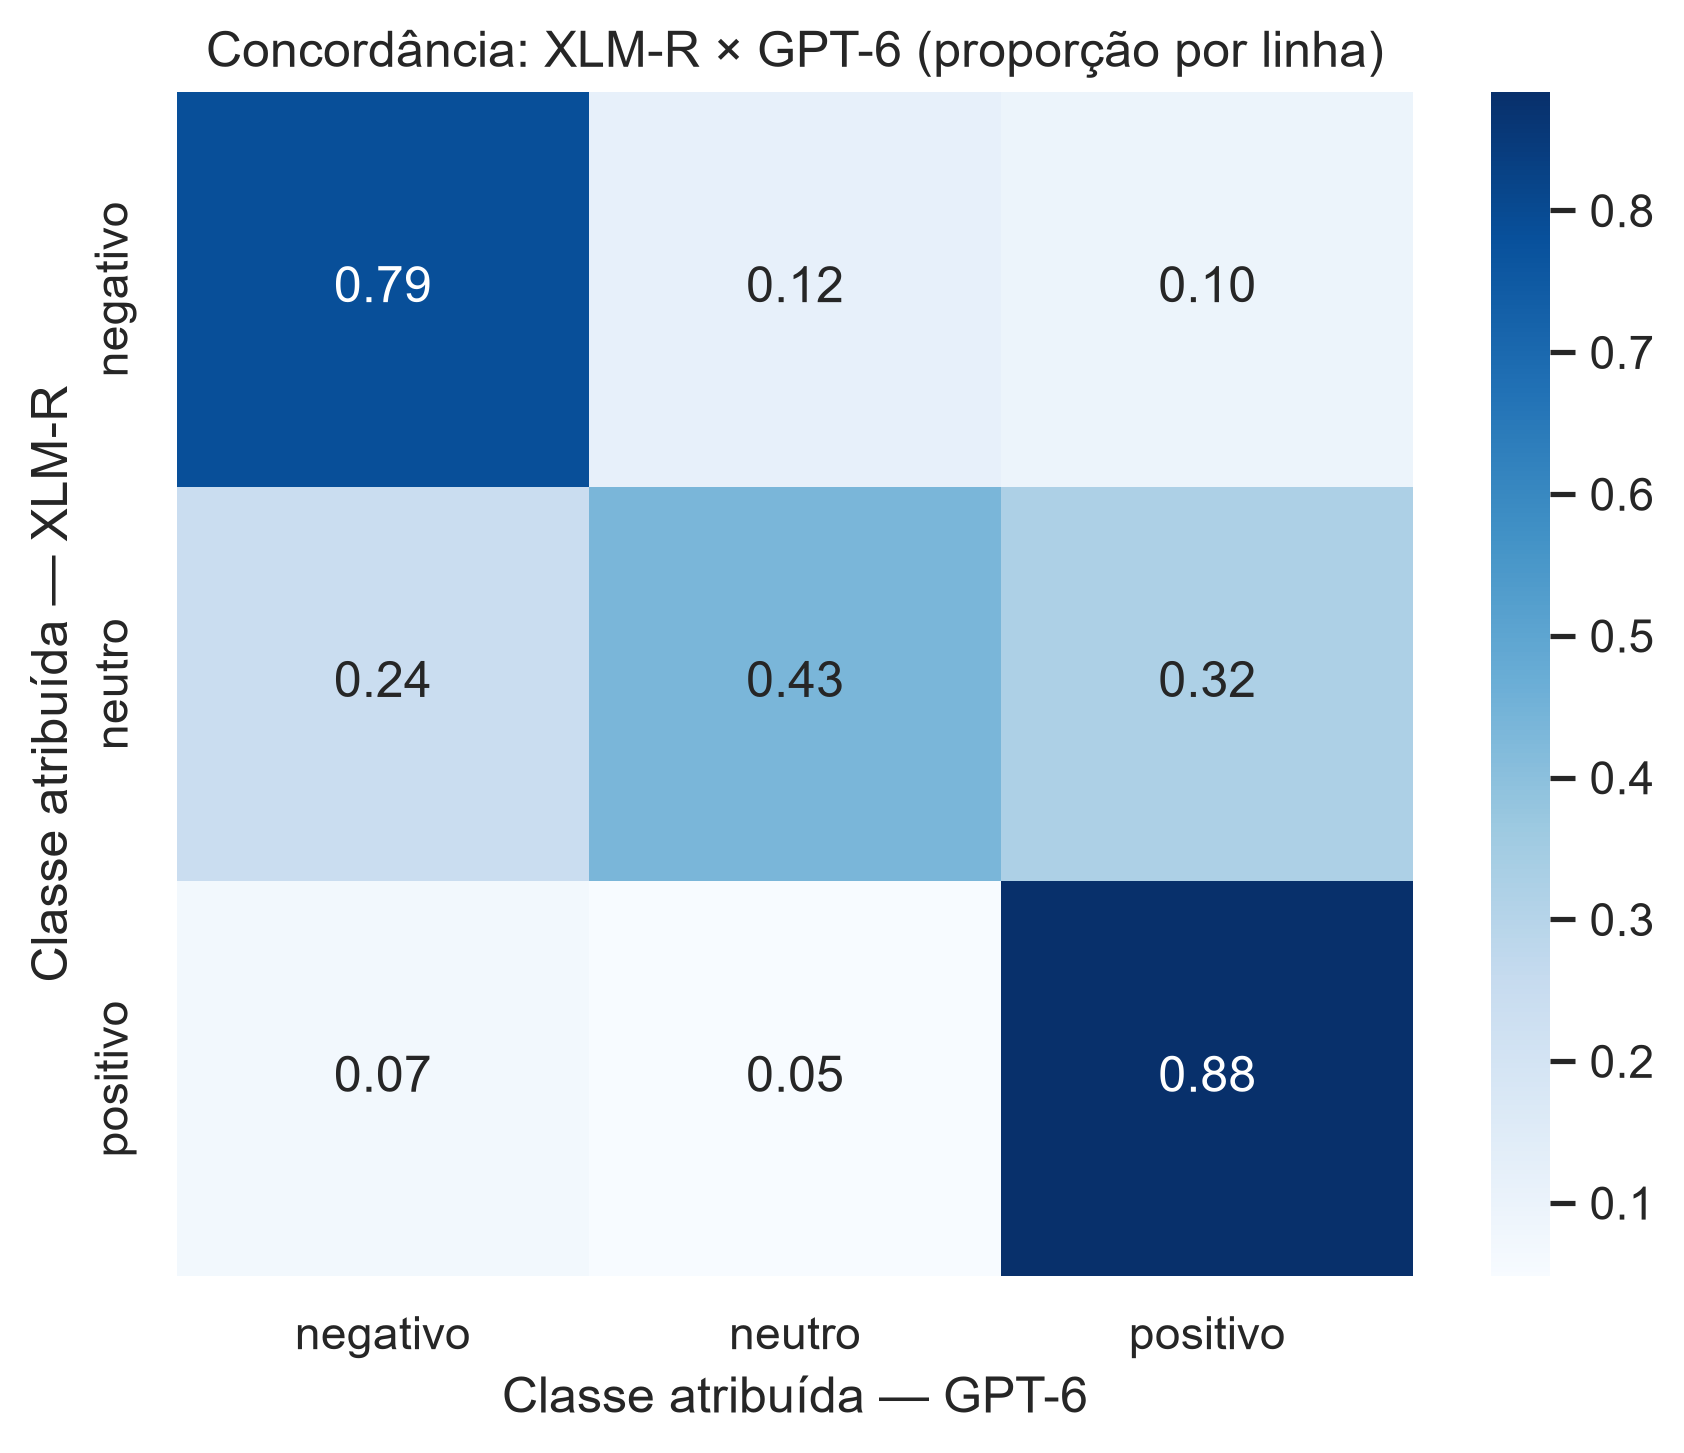 Concordância: XLM-R × GPT-6 (proporção por linha)
Classe atribuída — XLM-R
negativo
0.79 0.12 0.10
neutro
0.24 0.43 0.32
positivo
0.07 0.05 0.88
negativo neutro positivo
Classe atribuída — GPT-6
0.8
0.7
0.6
0.5
0.4
0.3
0.2
0.1